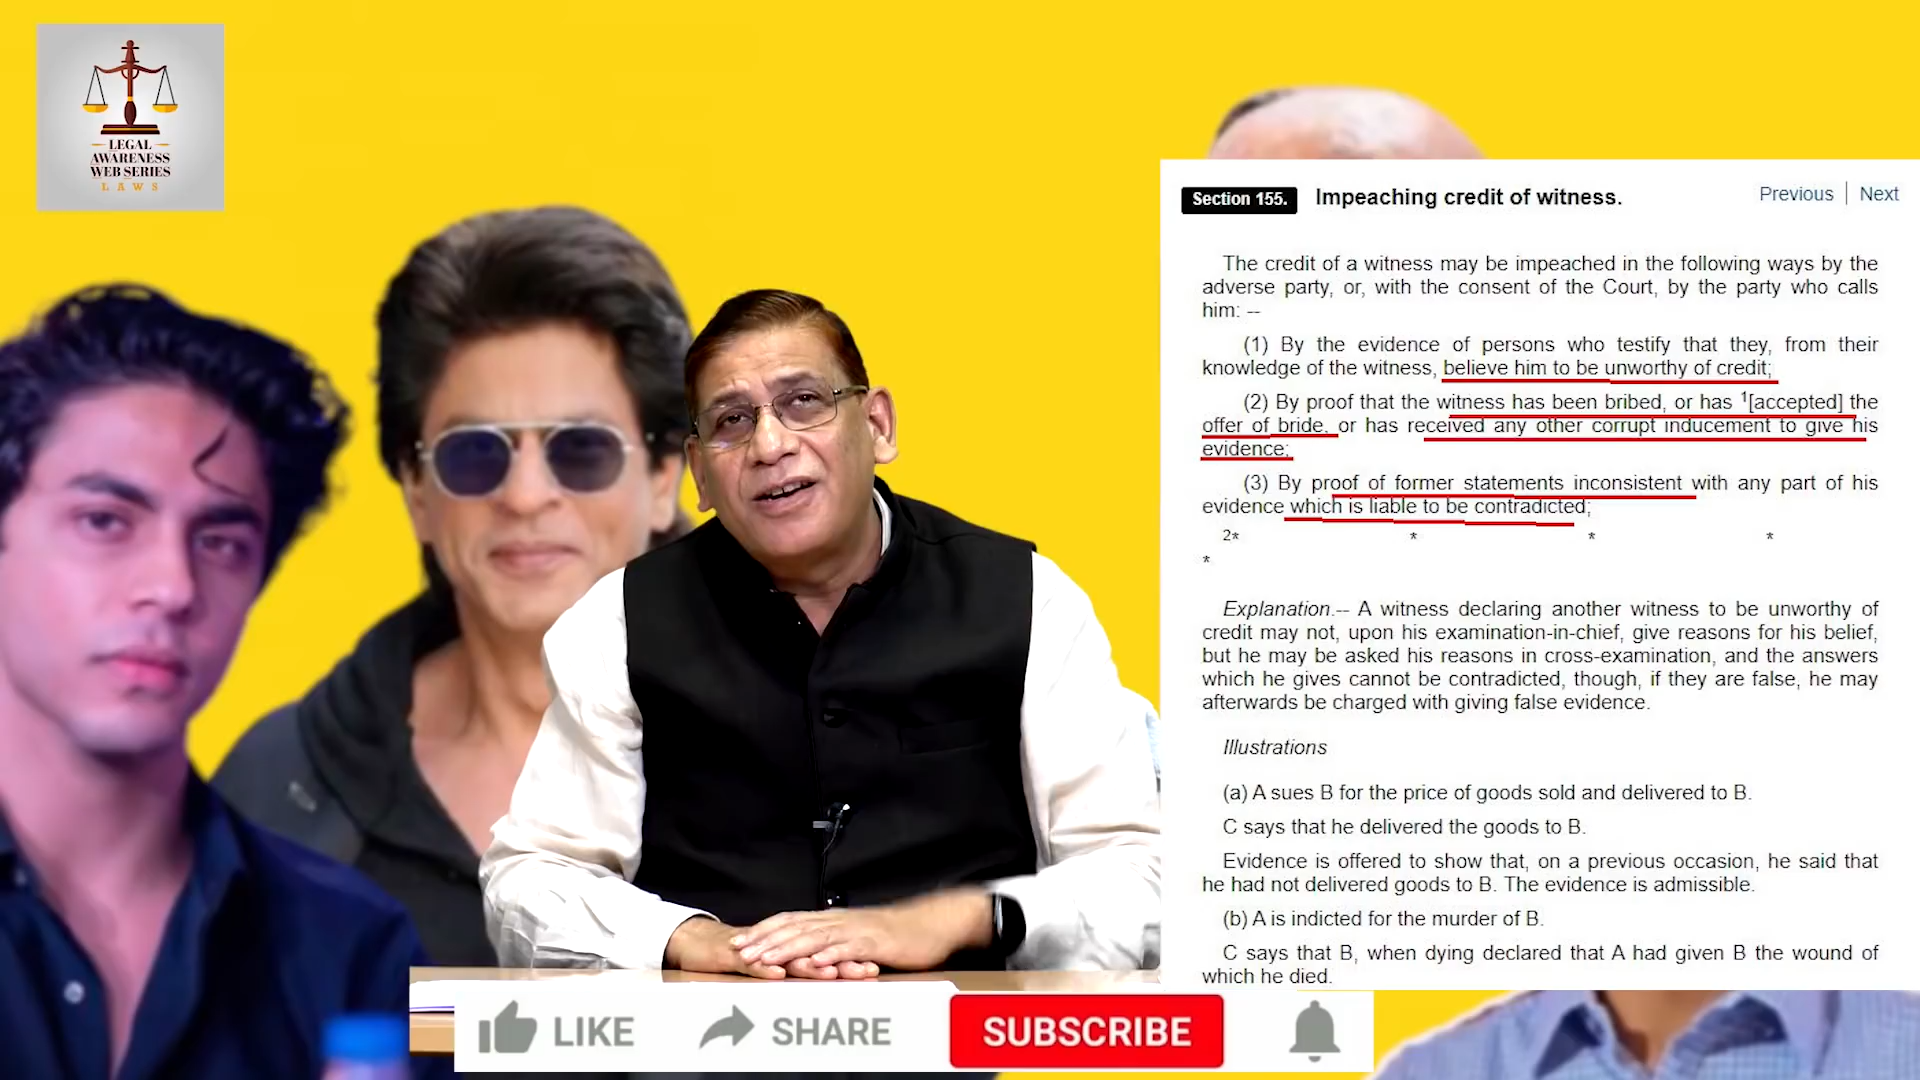 LEGAL
AWARENESS
WEB SERIES
LAWS
Section 155. Impeaching credit of witness. Previous | Next
The credit of a witness may be impeached in the following ways by the
adverse party, or, with the consent of the Court, by the party who calls
him: --
(1) By the evidence of persons who testify that they, from their
knowledge of the witness, believe him to be unworthy of credit;
(2) By proof that the witness has been bribed, or has ¹[accepted] the
offer of bride, or has received any other corrupt inducement to give his
evidence;
(3) By proof of former statements inconsistent with any part of his
evidence which is liable to be contradicted;
2* * * *
*
Explanation.-- A witness declaring another witness to be unworthy of
credit may not, upon his examination-in-chief, give reasons for his belief,
but he may be asked his reasons in cross-examination, and the answers
which he gives cannot be contradicted, though, if they are false, he may
afterwards be charged with giving false evidence.
Illustrations
(a) A sues B for the price of goods sold and delivered to B.
C says that he delivered the goods to B.
Evidence is offered to show that, on a previous occasion, he said that
he had not delivered goods to B. The evidence is admissible.
(b) A is indicted for the murder of B.
C says that B, when dying declared that A had given B the wound of
which he died.
LIKE SHARE SUBSCRIBE